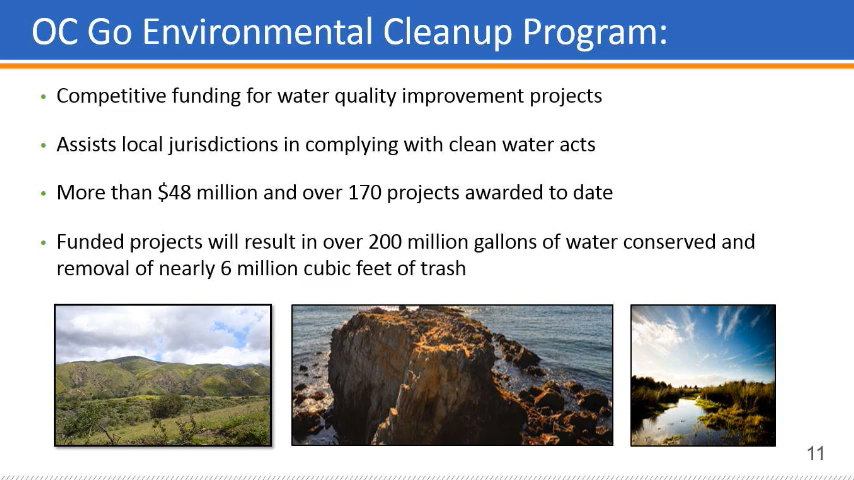 OC Go Environmental Cleanup Program:
• Competitive funding for water quality improvement projects
• Assists local jurisdictions in complying with clean water acts
• More than $48 million and over 170 projects awarded to date
• Funded projects will result in over 200 million gallons of water conserved and
removal of nearly 6 million cubic feet of trash
11